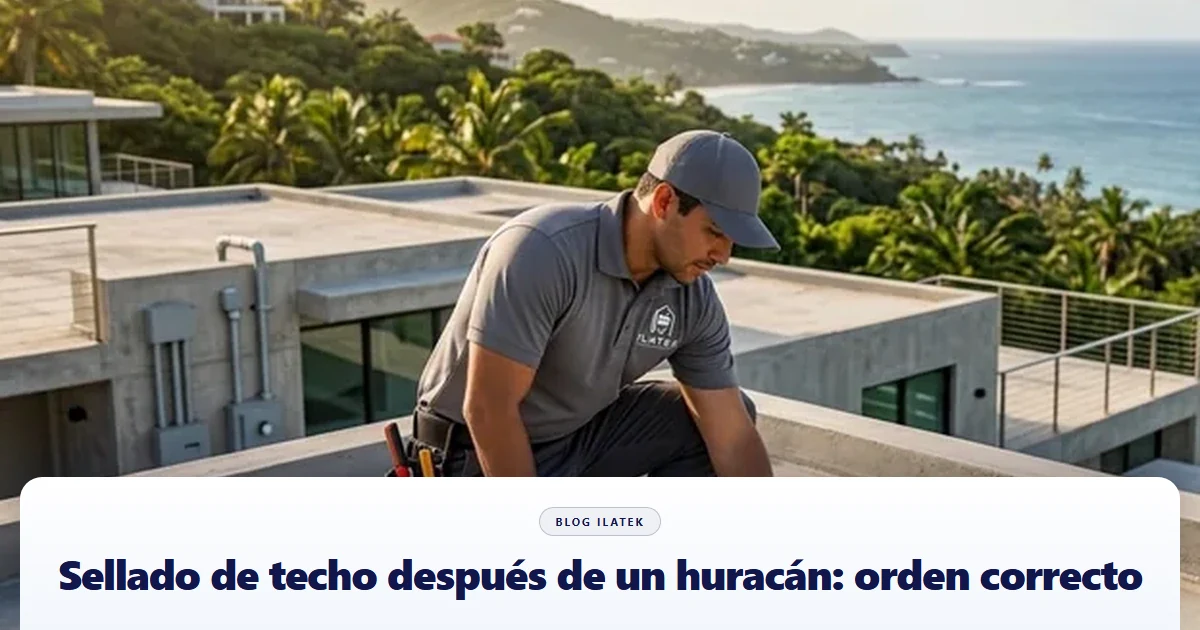 BLOG ILATEK
Sellado de techo después de un huracán: orden correcto